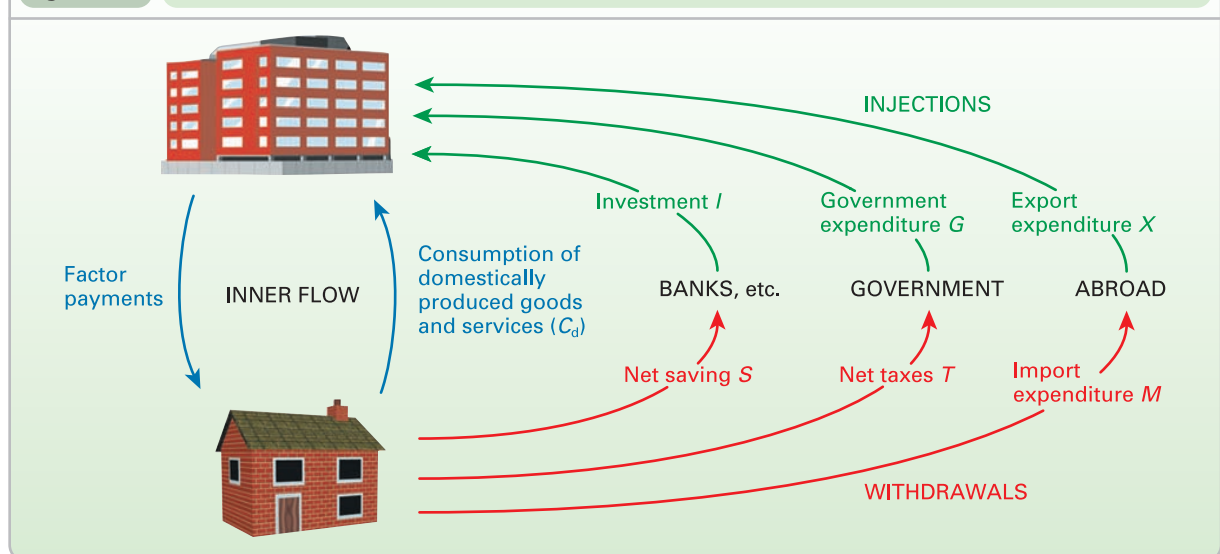 INJECTIONS
Investment I
Government
expenditure G
Export
expenditure X
Factor
payments
INNER FLOW
Consumption of
domestically
produced goods
and services (Cd)
BANKS, etc.
GOVERNMENT
ABROAD
Net saving S
Net taxes T
Import
expenditure M
WITHDRAWALS